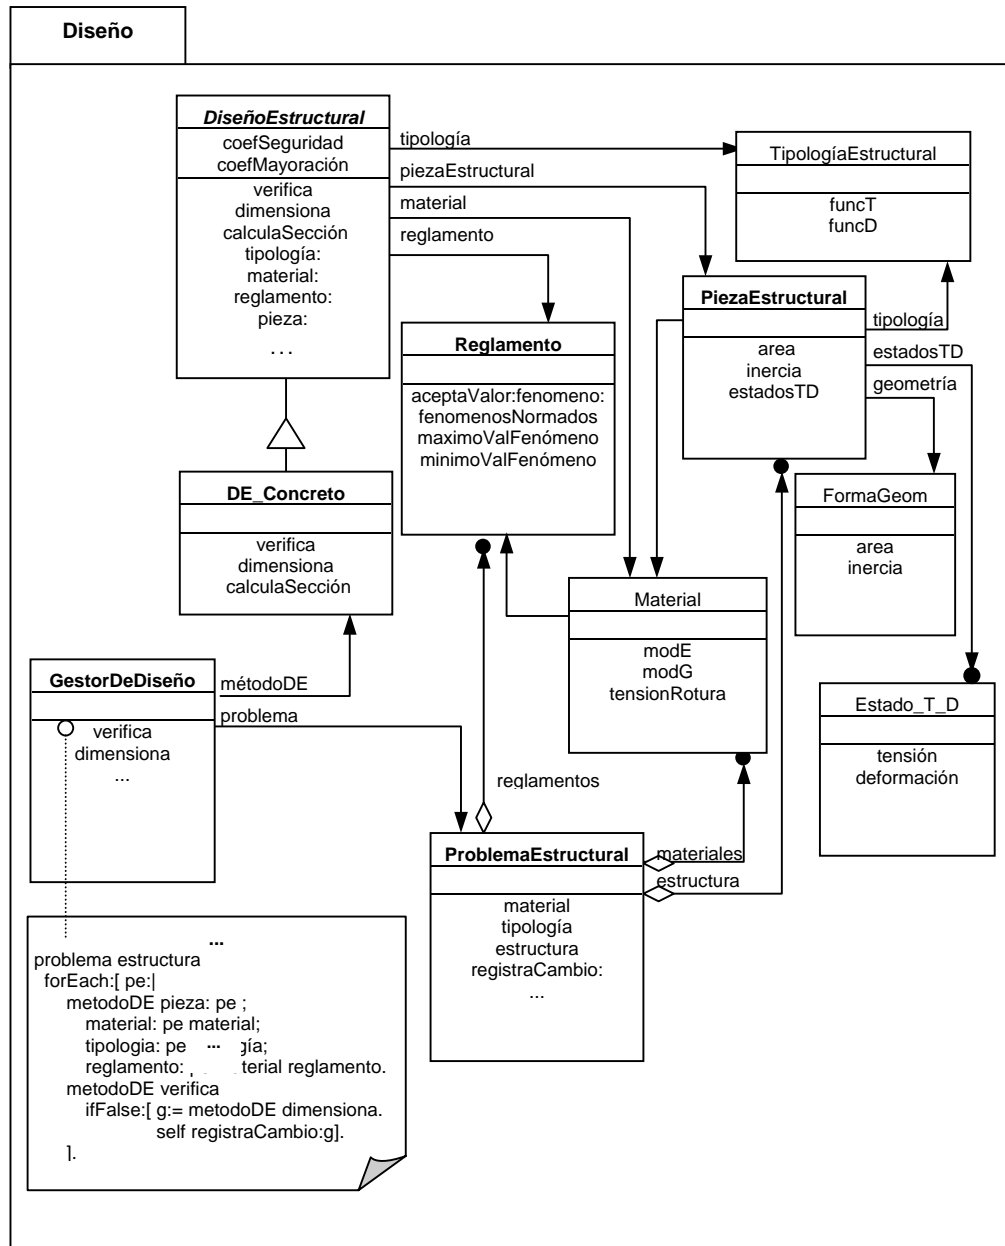 Diseño
DiseñoEstructural
coefSeguridad
coefMayoración
verifica
dimensiona
calculaSección
tipología:
material:
reglamento:
pieza:
. . .
tipología
piezaEstructural
material
reglamento
TipologíaEstructural
funcT
funcD
PiezaEstructural
area
inercia
estadosTD
tipología
estadosTD
geometría
Reglamento
aceptaValor:fenomeno:
fenomenosNormados
maximoValFenómeno
minimoValFenómeno
DE_Concreto
verifica
dimensiona
calculaSección
FormaGeom
area
inercia
Material
modE
modG
tensionRotura
GestorDeDiseño
verifica
dimensiona
...
métodoDE
problema
Estado_T_D
tensión
deformación
reglamentos
ProblemaEstructural
material
tipología
estructura
registraCambio:
...
materiales
estructura
...
problema estructura
forEach:[ pe:|
metodoDE pieza: pe ;
material: pe material;
tipologia: pe ... gía;
reglamento: terial reglamento.
metodoDE verifica
ifFalse:[ g:= metodoDE dimensiona.
self registraCambio:g].
].